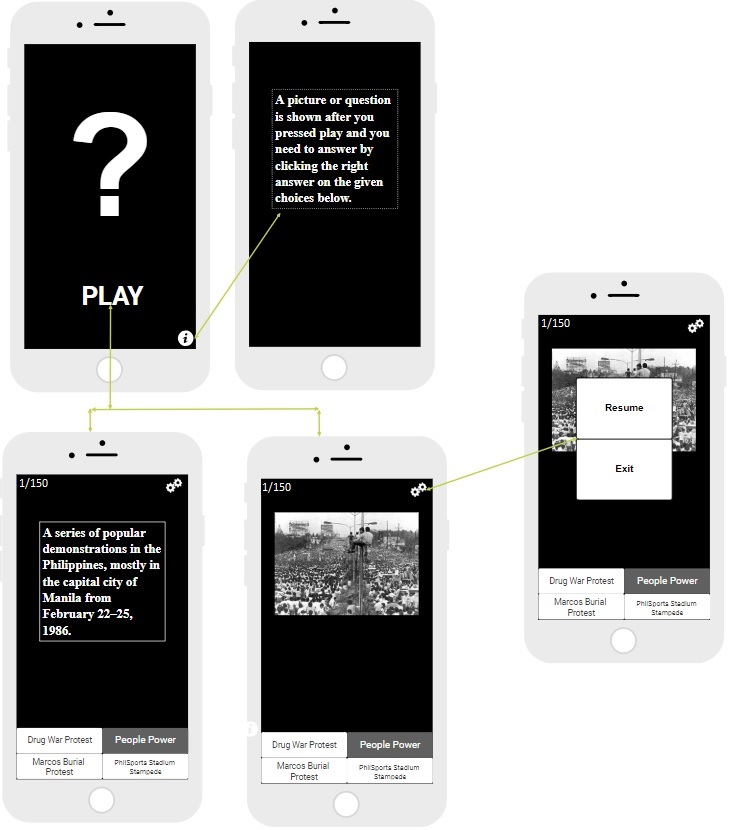 ?
PLAY
i
A picture or question
is shown after you
pressed play and you
need to answer by
clicking the right
answer on the given
choices below.
1/150
A series of popular
demonstrations in the
Philippines, mostly in
the capital city of
Manila from
February 22–25,
1986.
Drug War Protest
People Power
Marcos Burial
Protest
PhilSports Stadium
Stampede
1/150
i
Drug War Protest
People Power
Marcos Burial
Protest
PhilSports Stadium
Stampede
1/150
Resume
Exit
Drug War Protest
People Power
Marcos Burial
Protest
PhilSports Stadium
Stampede